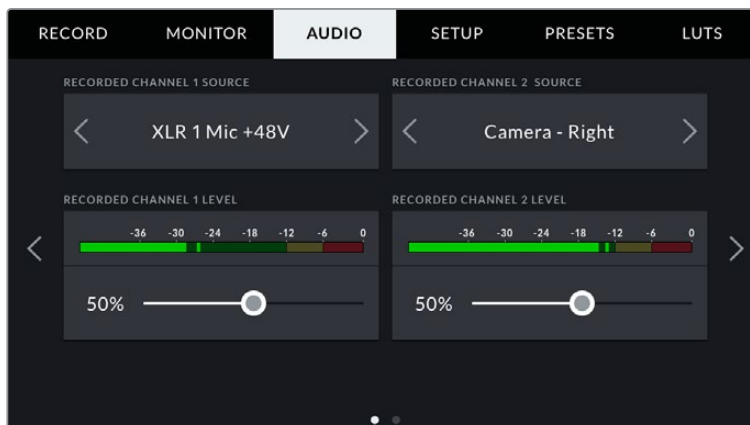 RECORD MONITOR AUDIO SETUP PRESETS LUTS
RECORDED CHANNEL 1 SOURCE
RECORDED CHANNEL 2 SOURCE
XLR 1 Mic +48V
Camera - Right
RECORDED CHANNEL 1 LEVEL
RECORDED CHANNEL 2 LEVEL
-36 -30 -24 -18 -12 -6 0
-36 -30 -24 -18 -12 -6 0
50%
50%